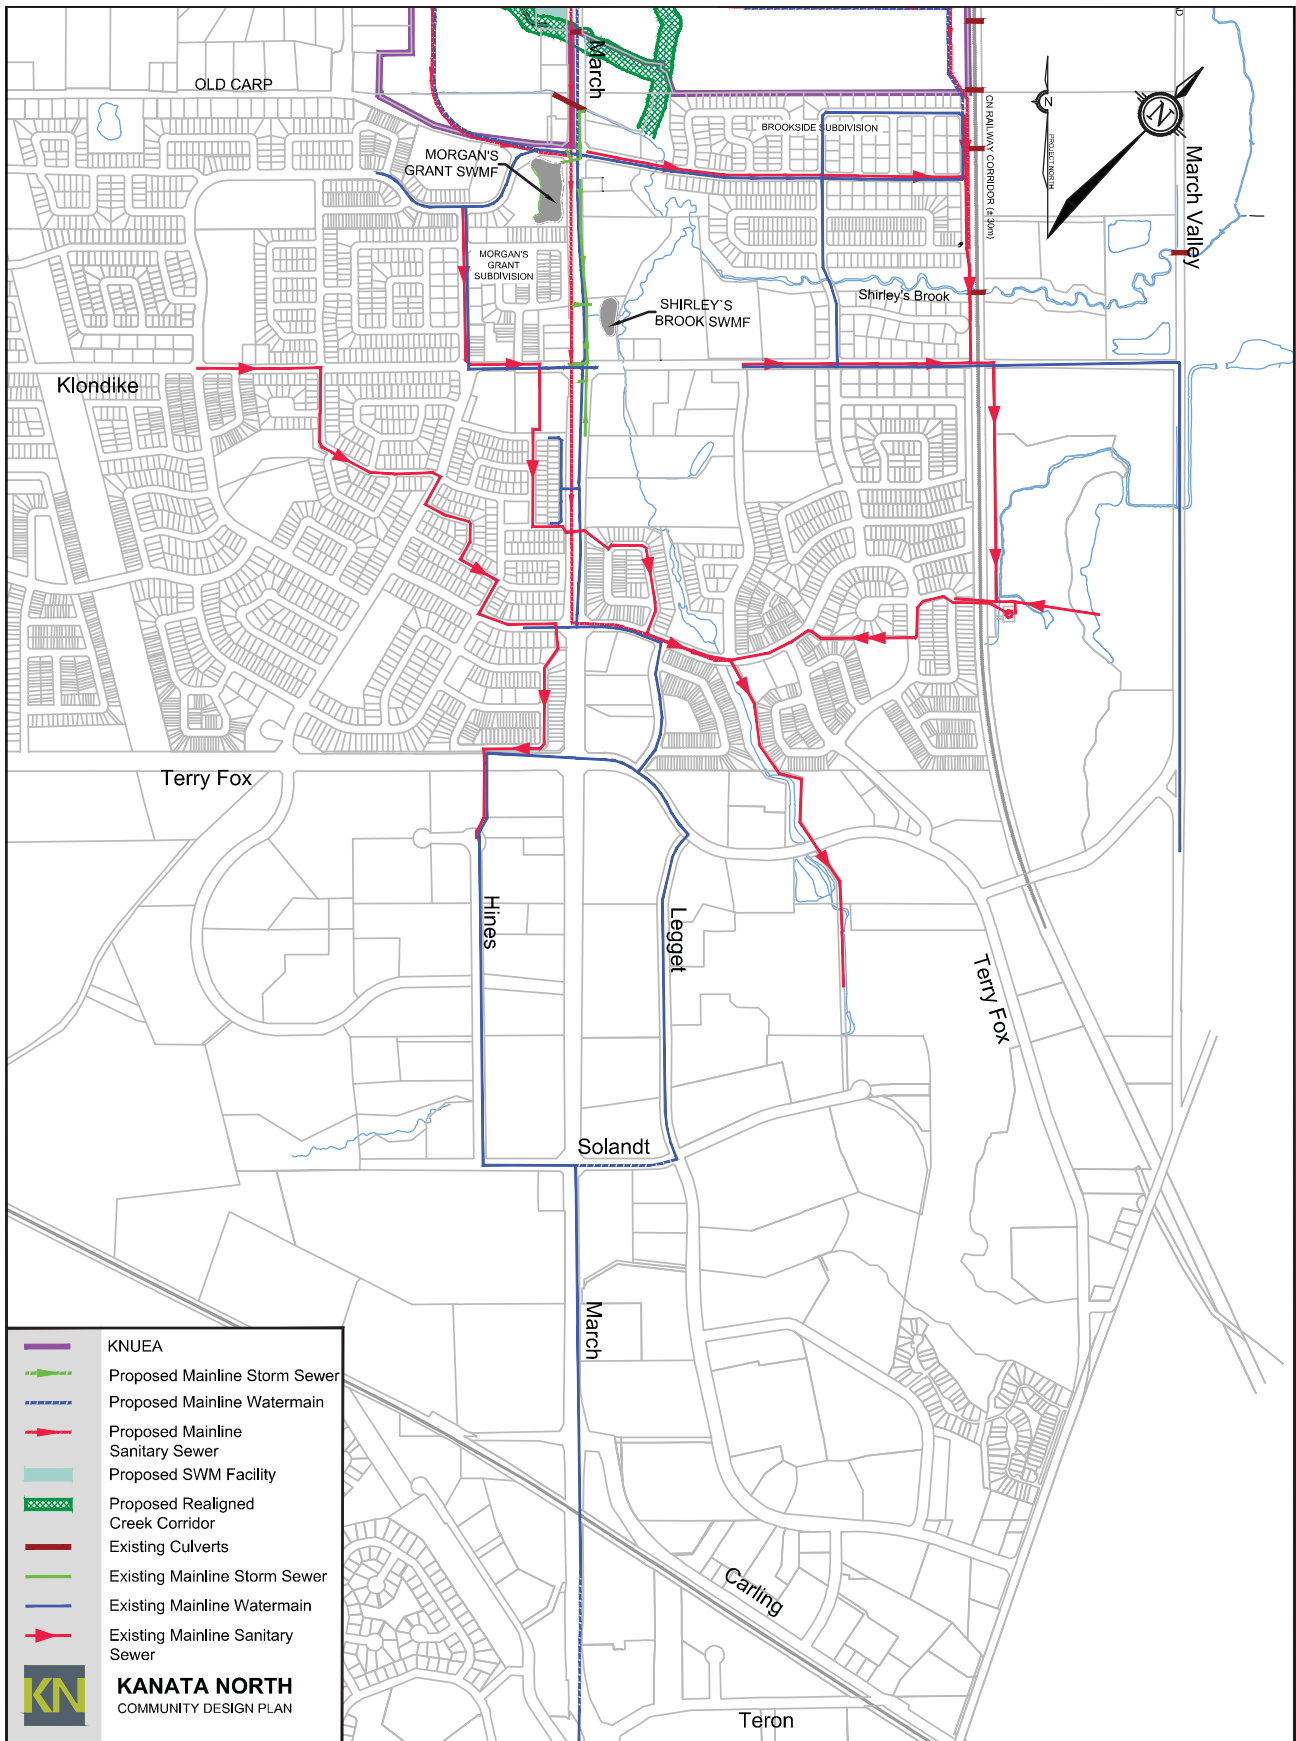 OLD CARP
March
BROOKSIDE SUBDIVISION
MORGAN'S
GRANT SWMF
CN RAILWAY CORRIDOR (± 30m)
N
PROJECT NORTH
N
March Valley
MORGAN'S
GRANT
SUBDIVISION
SHIRLEY'S
BROOK SWMF
Shirley's Brook
Klondike
Terry Fox
Hines
Legget
Terry Fox
Solandt
March
Carling
Teron
KNUEA
Proposed Mainline Storm Sewer
Proposed Mainline Watermain
Proposed Mainline
Sanitary Sewer
Proposed SWM Facility
Proposed Realigned
Creek Corridor
Existing Culverts
Existing Mainline Storm Sewer
Existing Mainline Watermain
Existing Mainline Sanitary
Sewer
KN
KANATA NORTH
COMMUNITY DESIGN PLAN